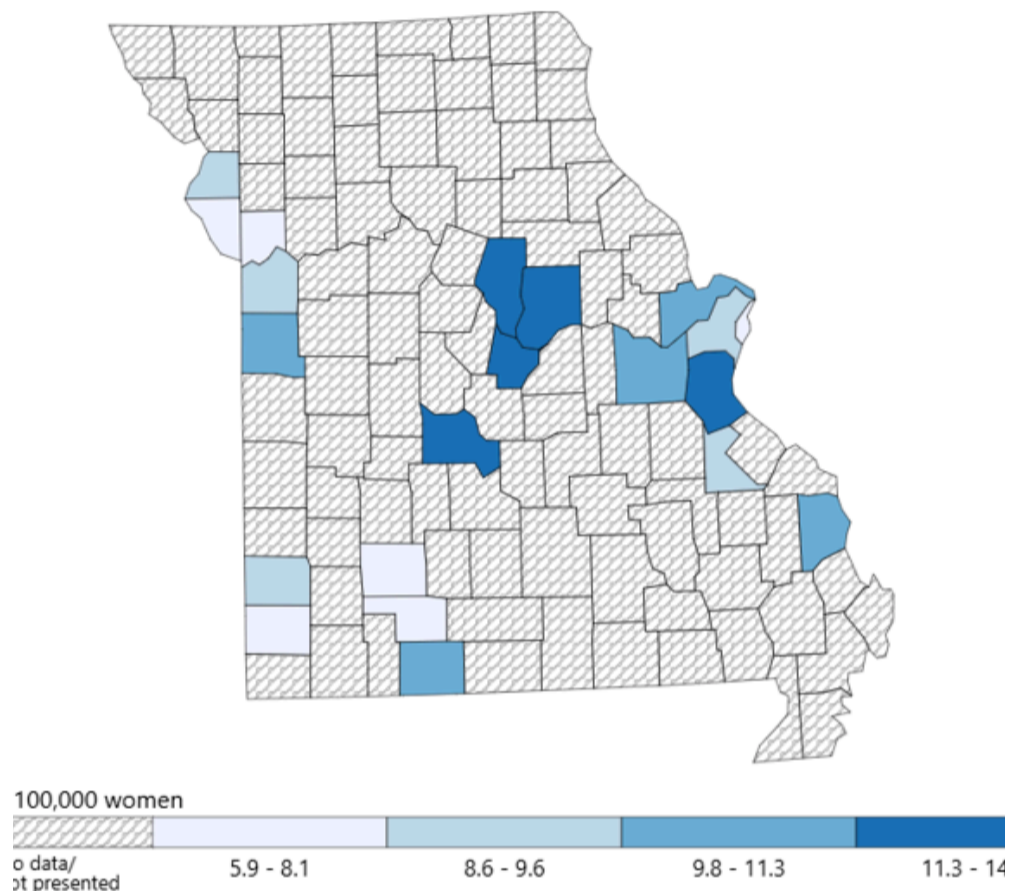 100,000 women
o data/
ot presented
5.9 - 8.1
8.6 - 9.6
9.8 - 11.3
11.3 - 14